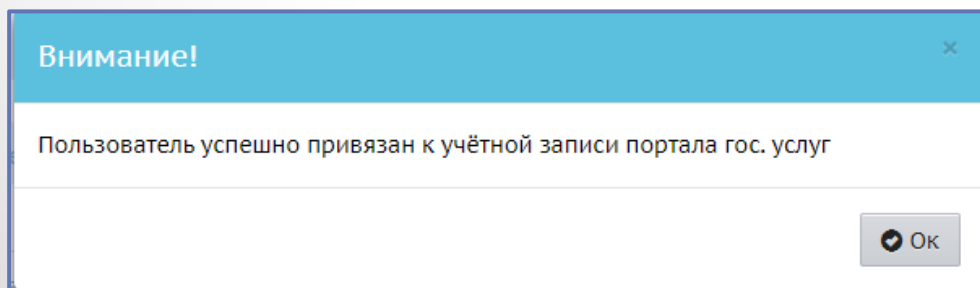 Внимание!
Пользователь успешно привязан к учётной записи портала гос. услуг
Ок